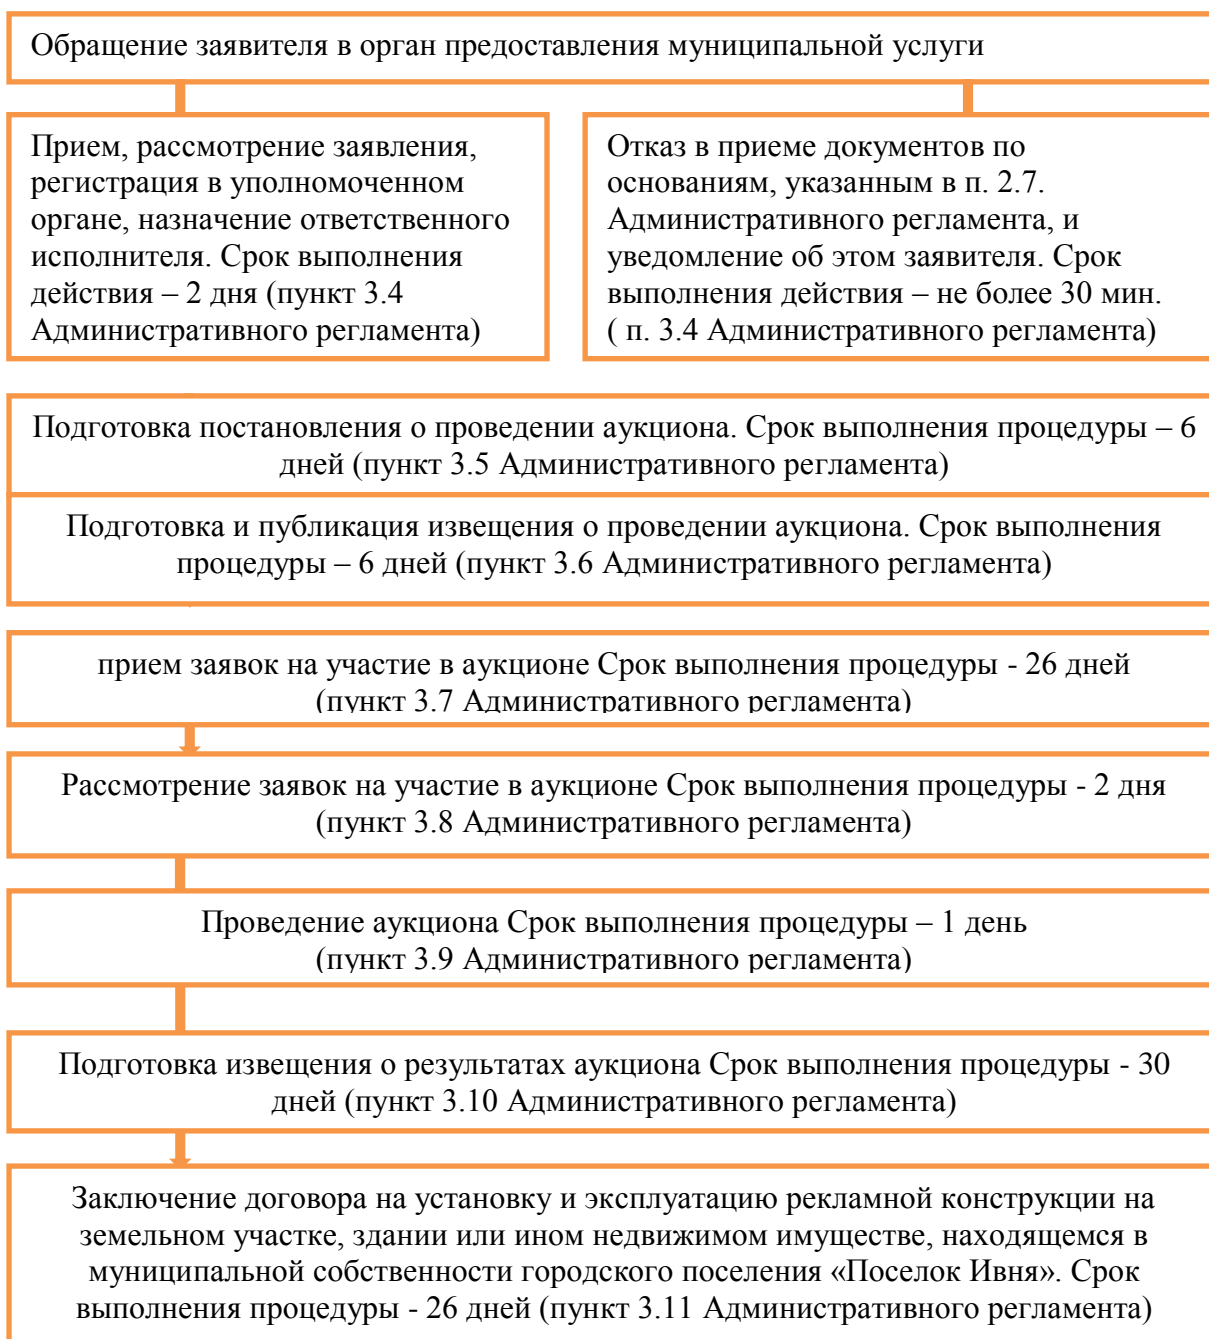 Обращение заявителя в орган предоставления муниципальной услуги
Прием, рассмотрение заявления,
регистрация в уполномоченном
органе, назначение ответственного
исполнителя. Срок выполнения
действия – 2 дня (пункт 3.4
Административного регламента)
Отказ в приеме документов по
основаниям, указанным в п. 2.7.
Административного регламента, и
уведомление об этом заявителя. Срок
выполнения действия – не более 30 мин.
( п. 3.4 Административного регламента)
Подготовка постановления о проведении аукциона. Срок выполнения процедуры – 6
дней (пункт 3.5 Административного регламента)
Подготовка и публикация извещения о проведении аукциона. Срок выполнения
процедуры – 6 дней (пункт 3.6 Административного регламента)
прием заявок на участие в аукционе Срок выполнения процедуры - 26 дней
(пункт 3.7 Административного регламента)
Рассмотрение заявок на участие в аукционе Срок выполнения процедуры - 2 дня
(пункт 3.8 Административного регламента)
Проведение аукциона Срок выполнения процедуры – 1 день
(пункт 3.9 Административного регламента)
Подготовка извещения о результатах аукциона Срок выполнения процедуры - 30
дней (пункт 3.10 Административного регламента)
Заключение договора на установку и эксплуатацию рекламной конструкции на
земельном участке, здании или ином недвижимом имуществе, находящемся в
муниципальной собственности городского поселения «Поселок Ивня». Срок
выполнения процедуры - 26 дней (пункт 3.11 Административного регламента)